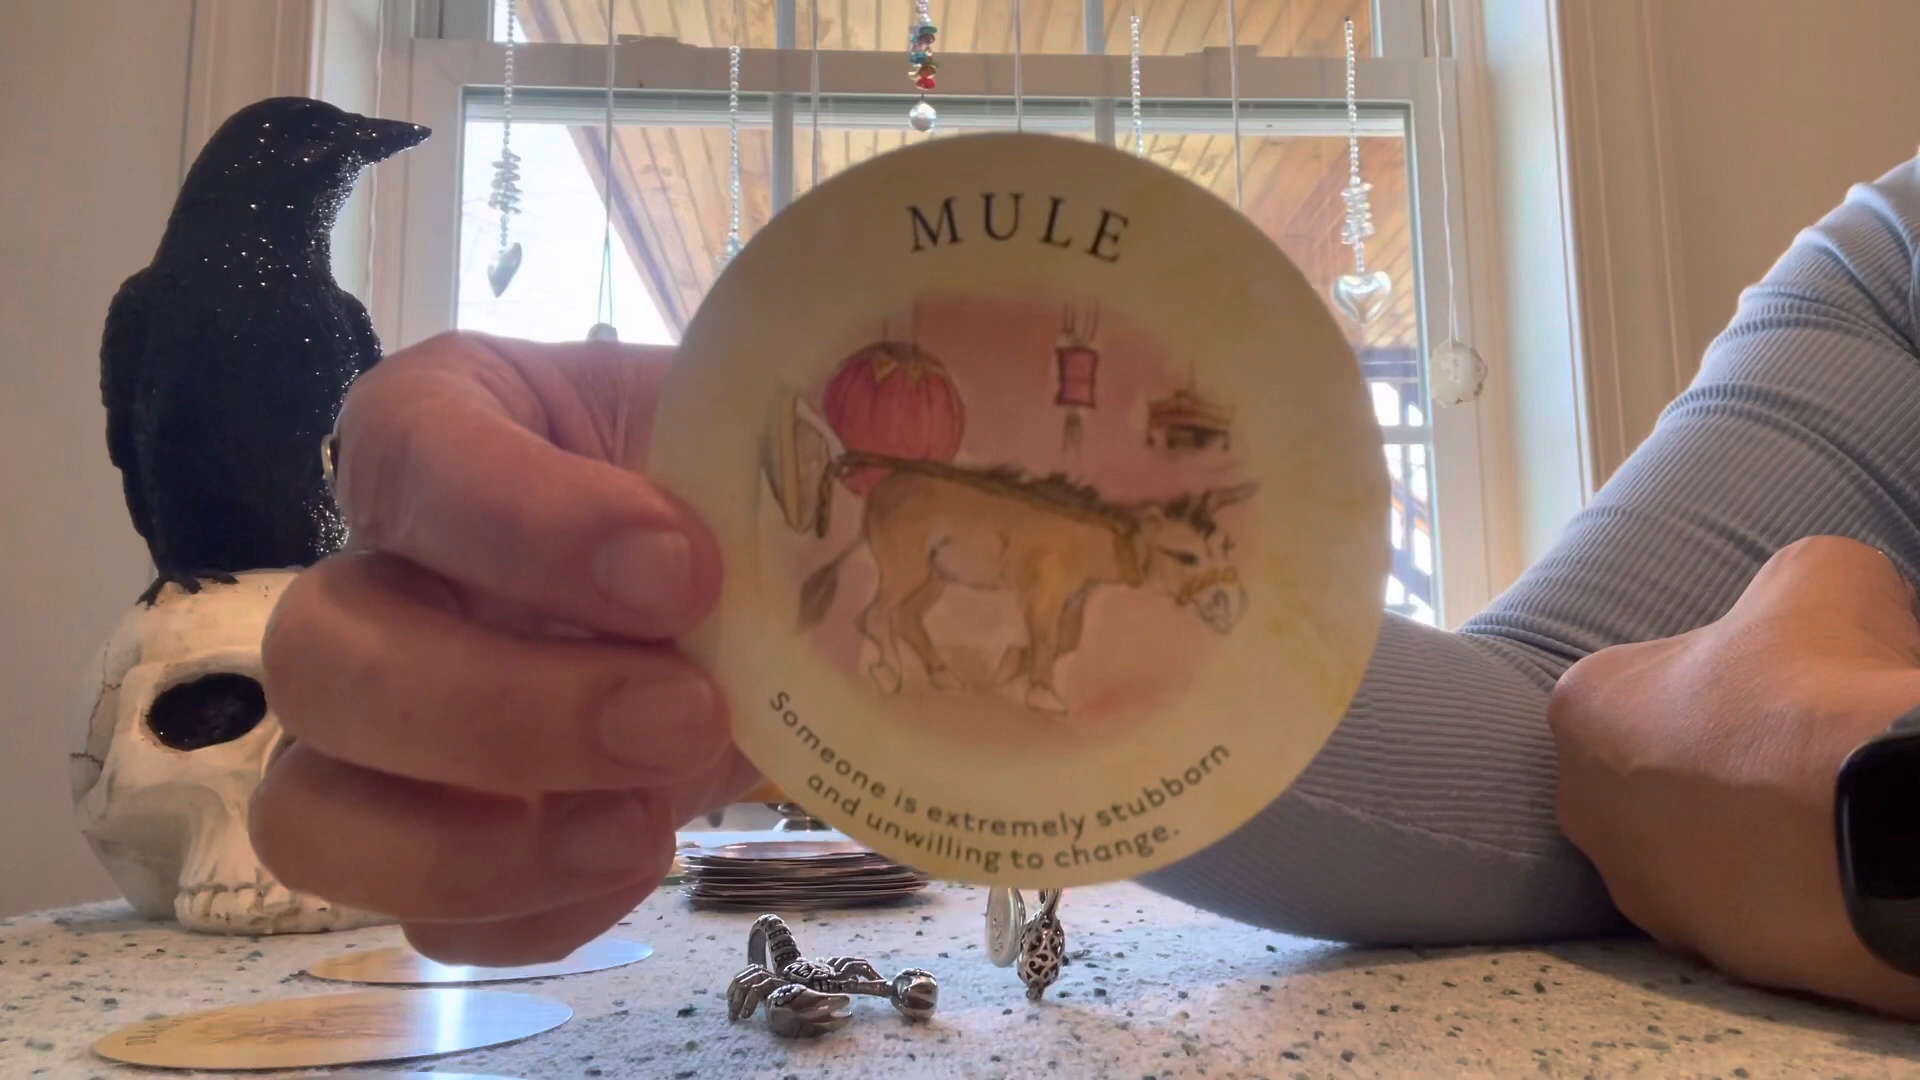 MULE
Someone is extremely stubborn
and unwilling to change.